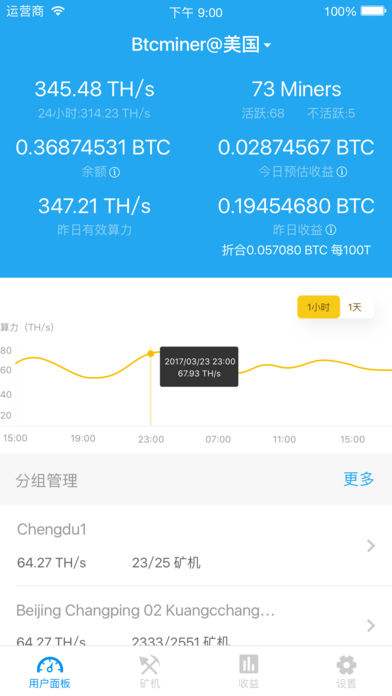 运营商 下午 9:00 100%
Btcminer@美国
345.48 TH/s 73 Miners
24小时:314.23 TH/s 活跃:68 不活跃:5
0.36874531 BTC 0.02874567 BTC
余额 今日预估收益
347.21 TH/s 0.19454680 BTC
昨日有效算力 昨日收益
折合0.057080 BTC 每100T
1小时 1天
算力（TH/s）
80
60
40
20
2017/03/23 23:00
67.93 TH/s
15:00 19:00 23:00 07:00 11:00 15:00
分组管理 更多
Chengdu1
64.27 TH/s 23/25 矿机
Beijing Changping 02 Kuangcchang...
64.27 TH/s 2333/2551 矿机
用户面板 矿机 收益 设置